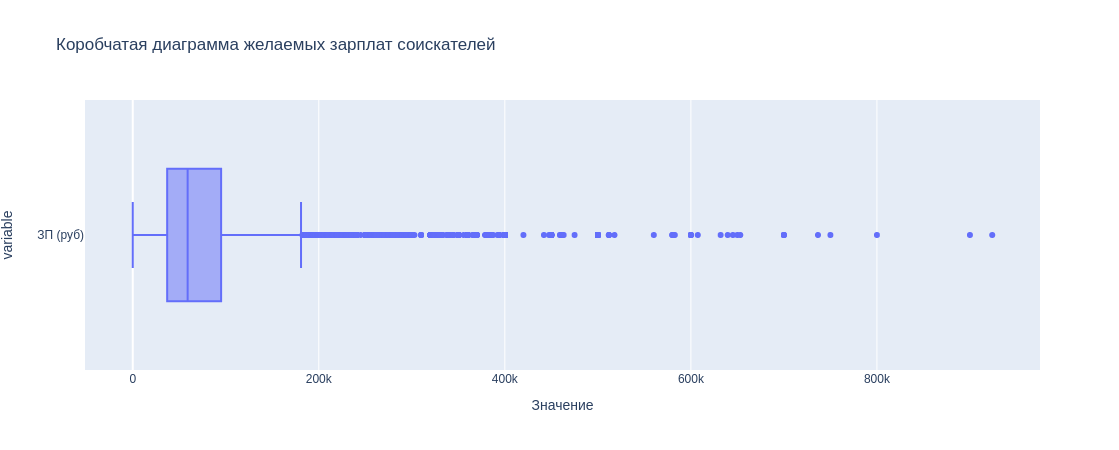 Коробчатая диаграмма желаемых зарплат соискателей
variable
ЗП (руб)
0
200k
400k
600k
800k
Значение